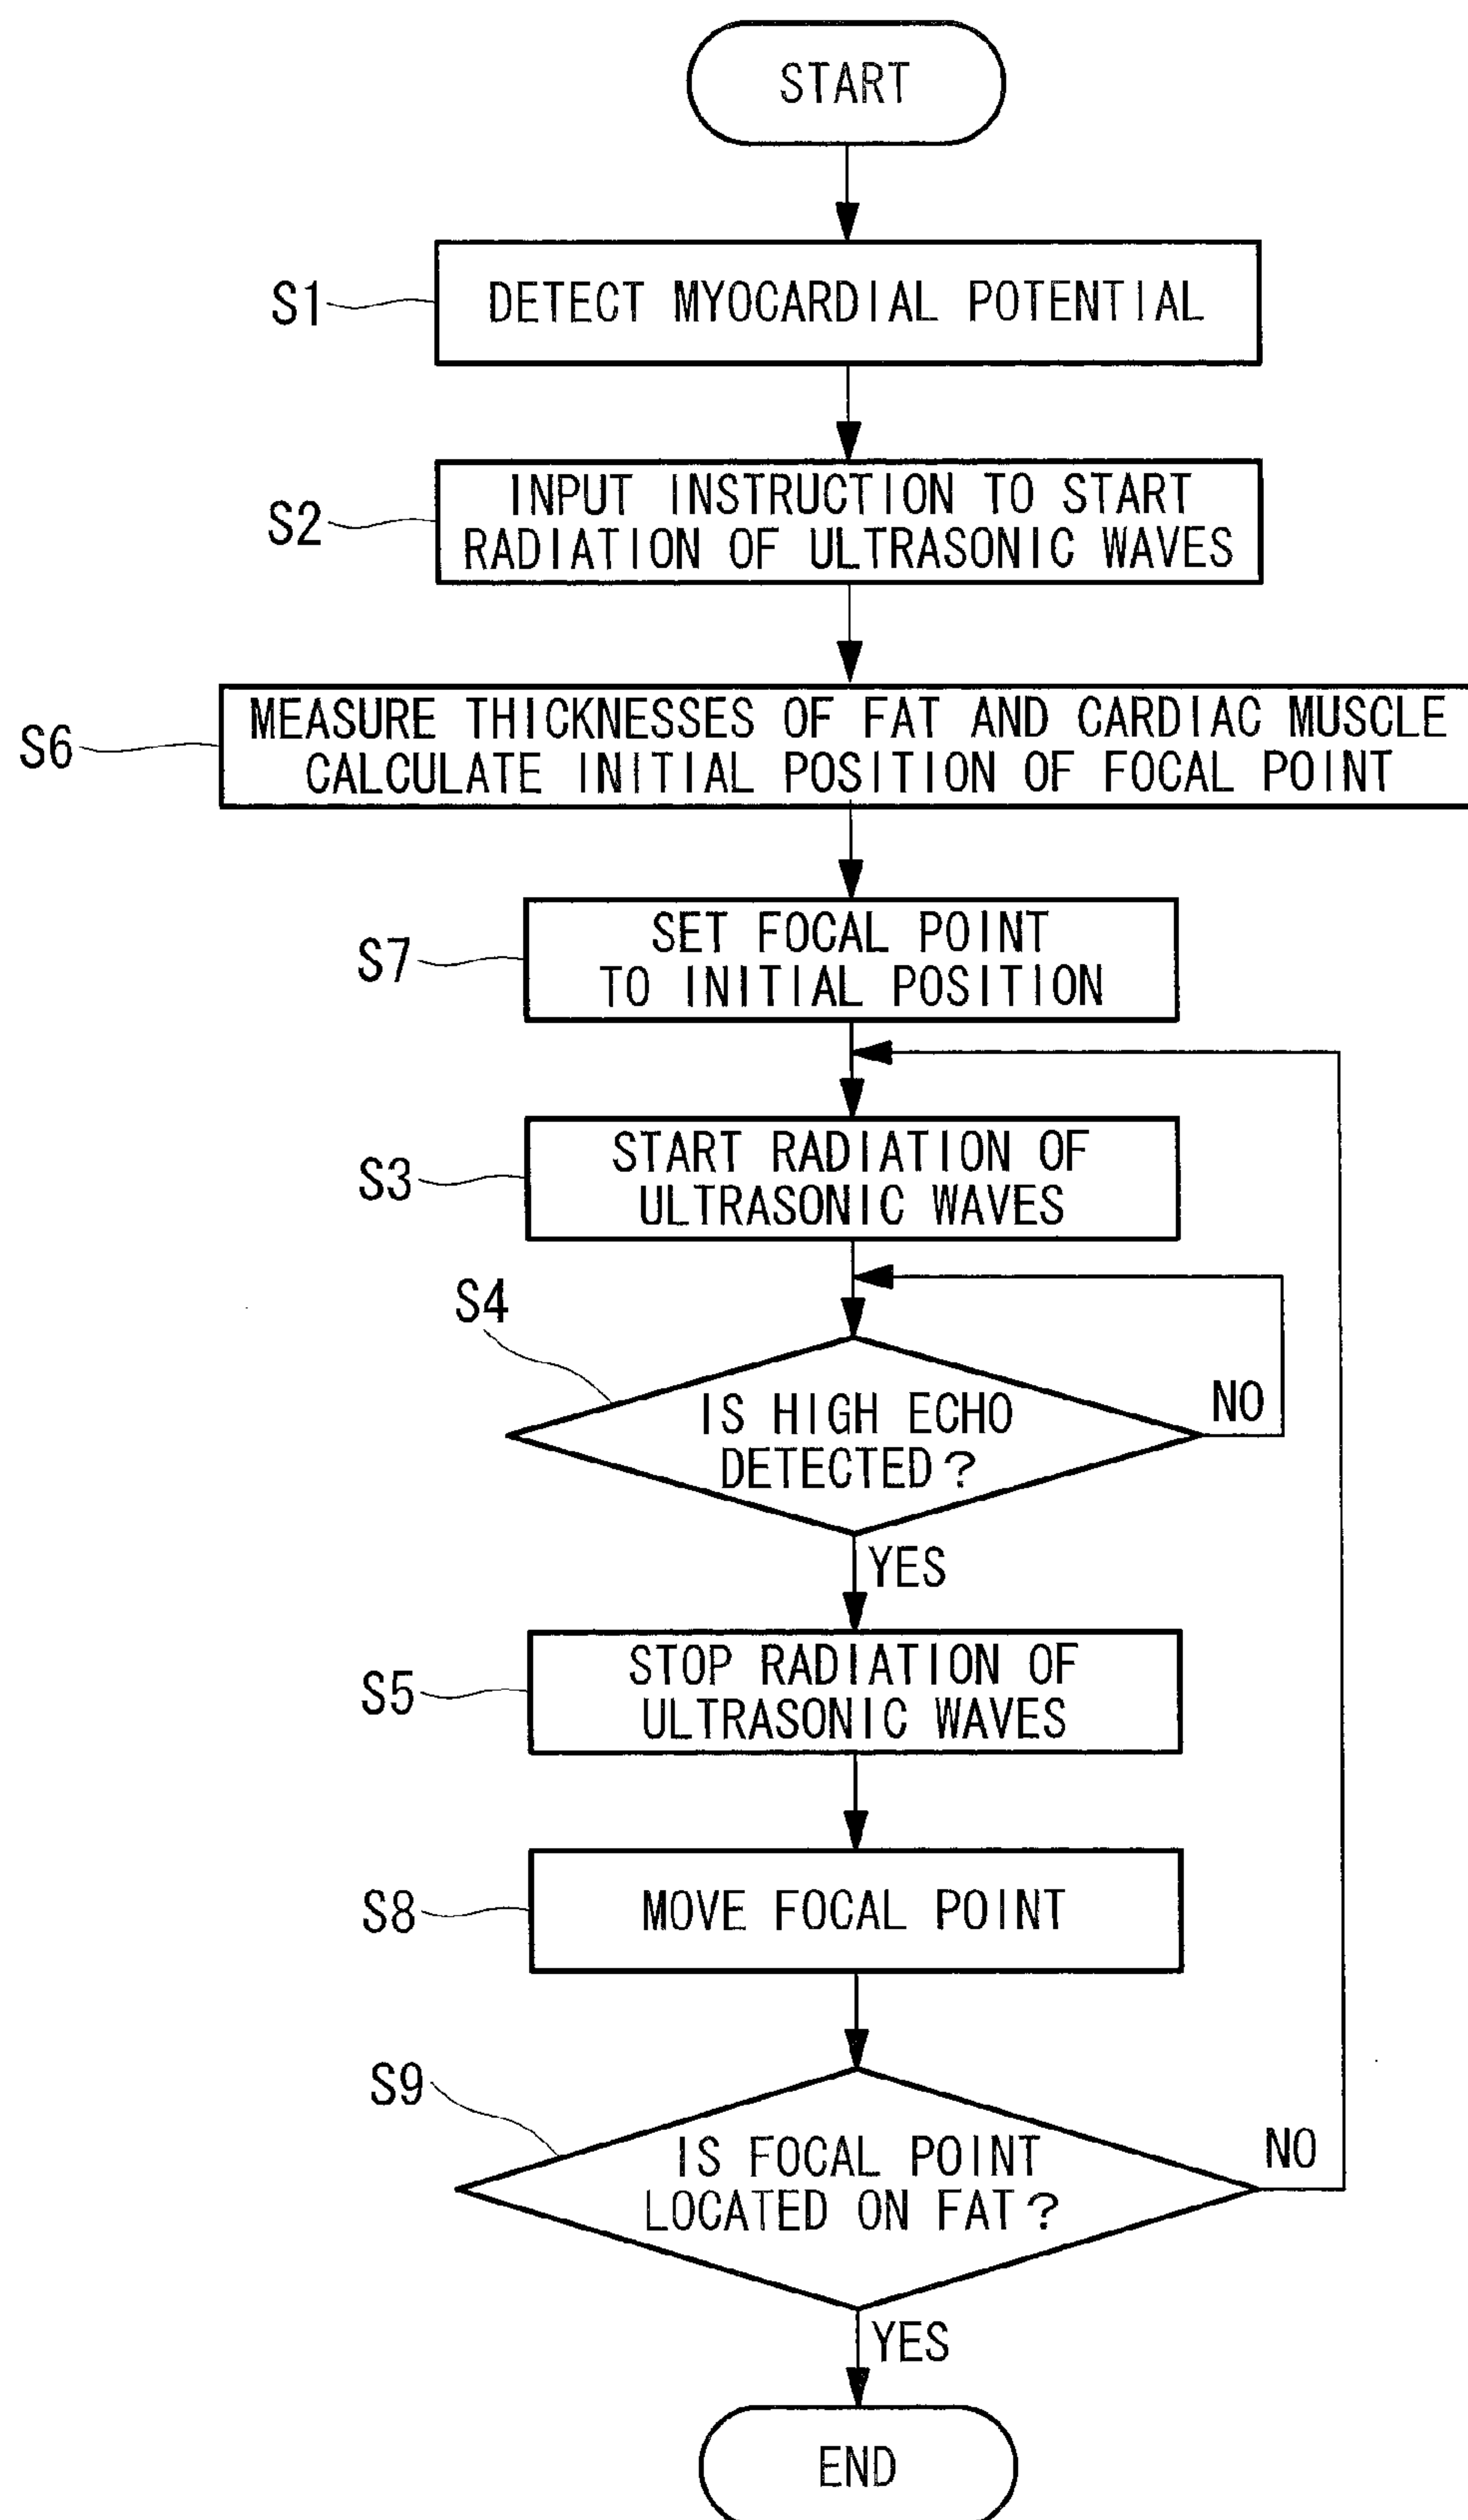 START
S1
DETECT MYOCARDIAL POTENTIAL
S2
INPUT INSTRUCTION TO START
RADIATION OF ULTRASONIC WAVES
S6
MEASURE THICKNESSES OF FAT AND CARDIAC MUSCLE
CALCULATE INITIAL POSITION OF FOCAL POINT
S7
SET FOCAL POINT
TO INITIAL POSITION
S3
START RADIATION OF
ULTRASONIC WAVES
S4
IS HIGH ECHO
DETECTED?
NO
YES
S5
STOP RADIATION OF
ULTRASONIC WAVES
S8
MOVE FOCAL POINT
S9
IS FOCAL POINT
LOCATED ON FAT?
NO
YES
END